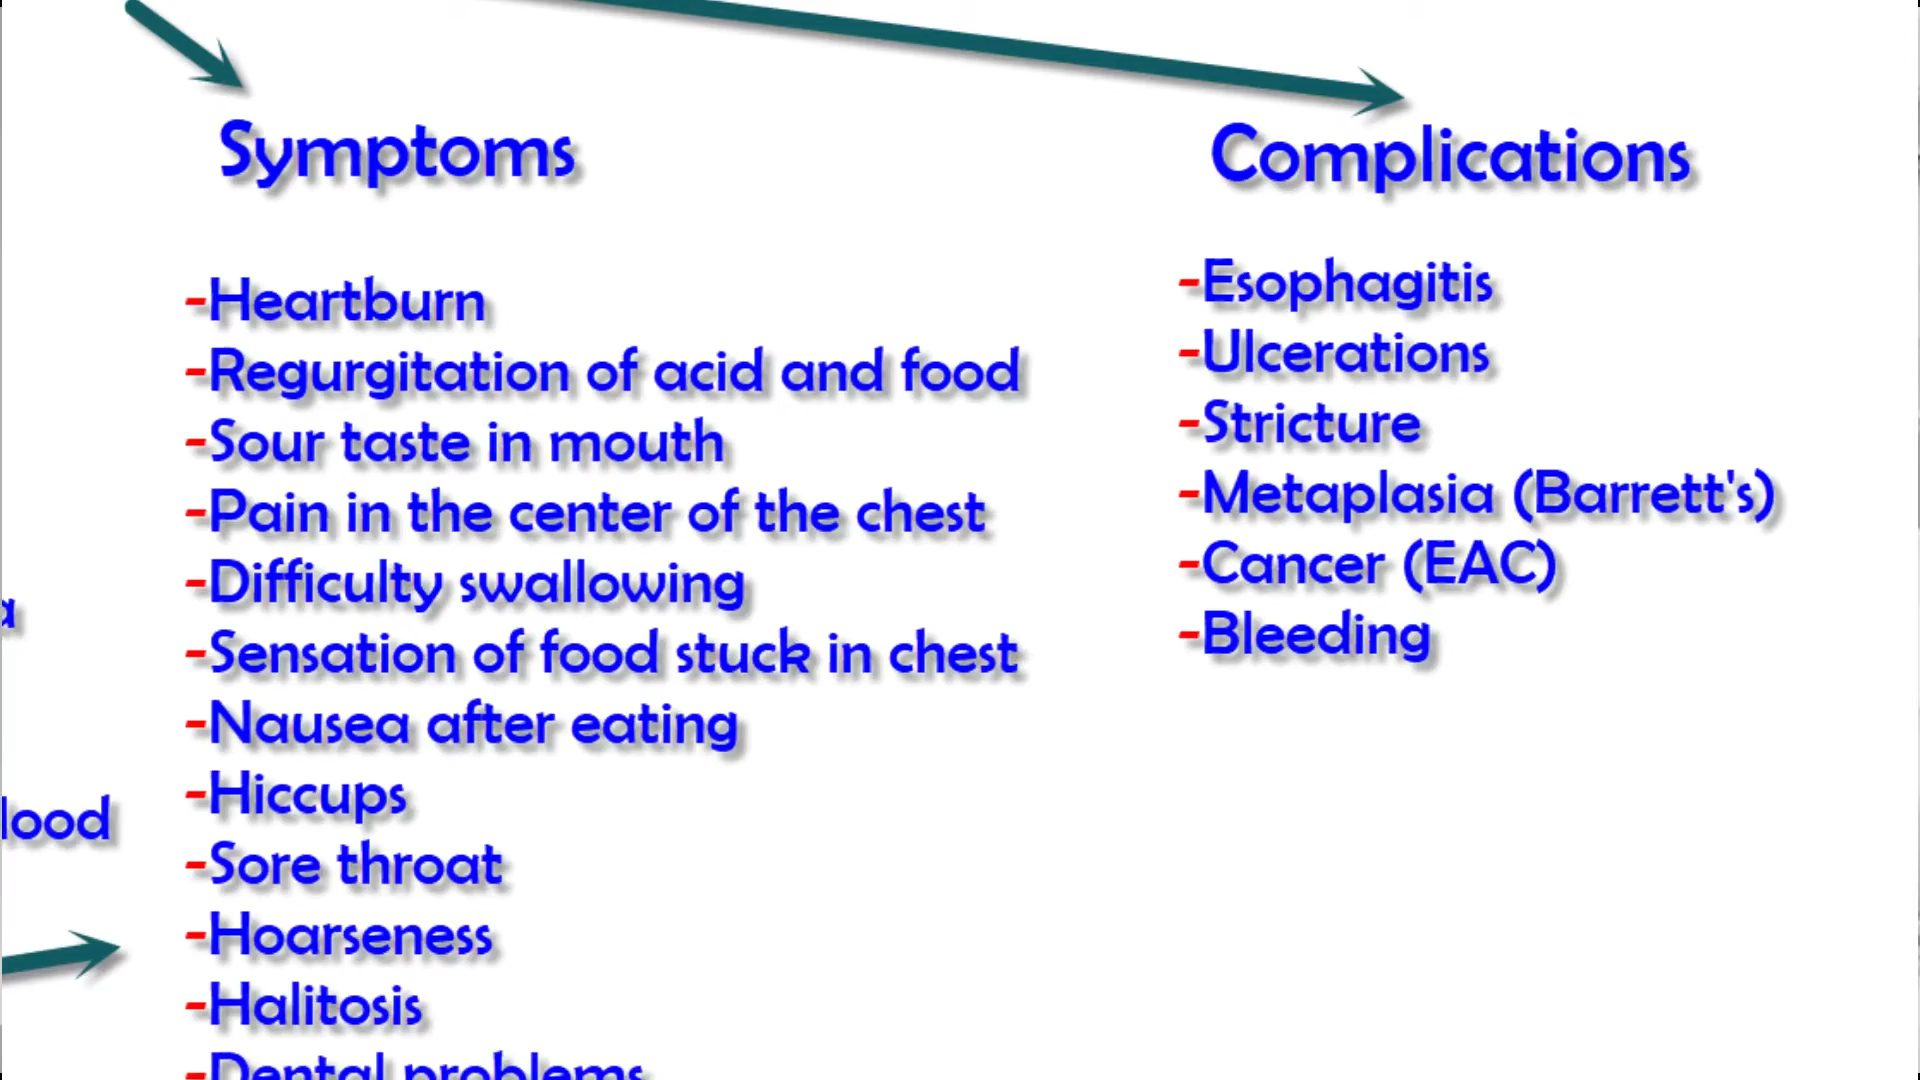 Symptoms
-Heartburn
-Regurgitation of acid and food
-Sour taste in mouth
-Pain in the center of the chest
-Difficulty swallowing
-Sensation of food stuck in chest
-Nausea after eating
-Hiccups
-Sore throat
-Hoarseness
-Halitosis
-Dental problems
Complications
-Esophagitis
-Ulcerations
-Stricture
-Metaplasia (Barrett's)
-Cancer (EAC)
-Bleeding